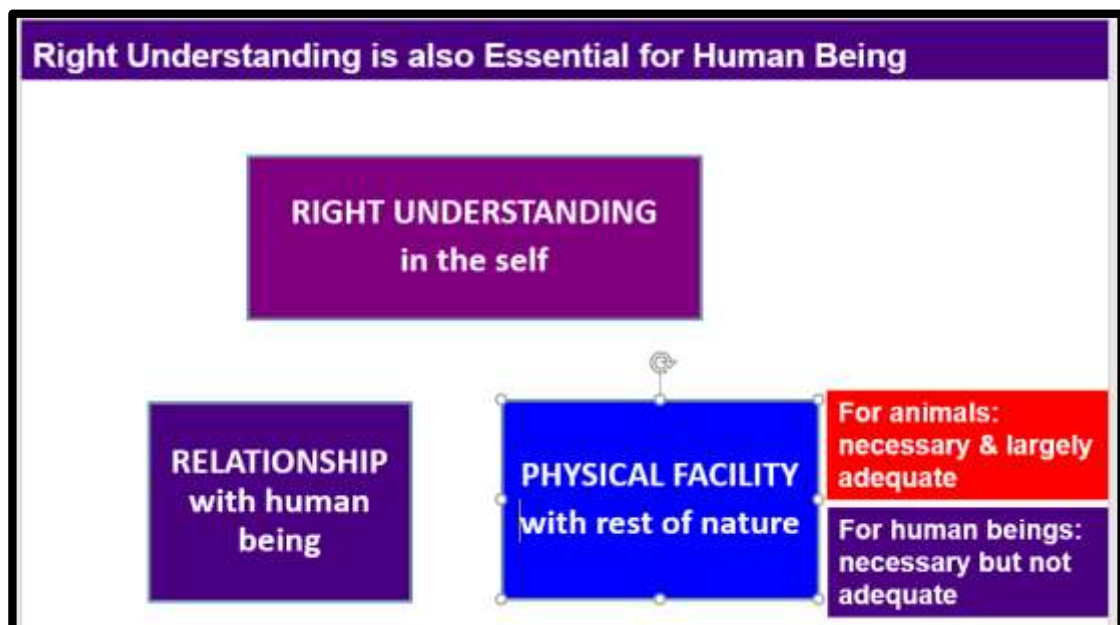 Right Understanding is also Essential for Human Being
RIGHT UNDERSTANDING
in the self
RELATIONSHIP
with human
being
PHYSICAL FACILITY
with rest of nature
For animals:
necessary & largely
adequate
For human beings:
necessary but not
adequate